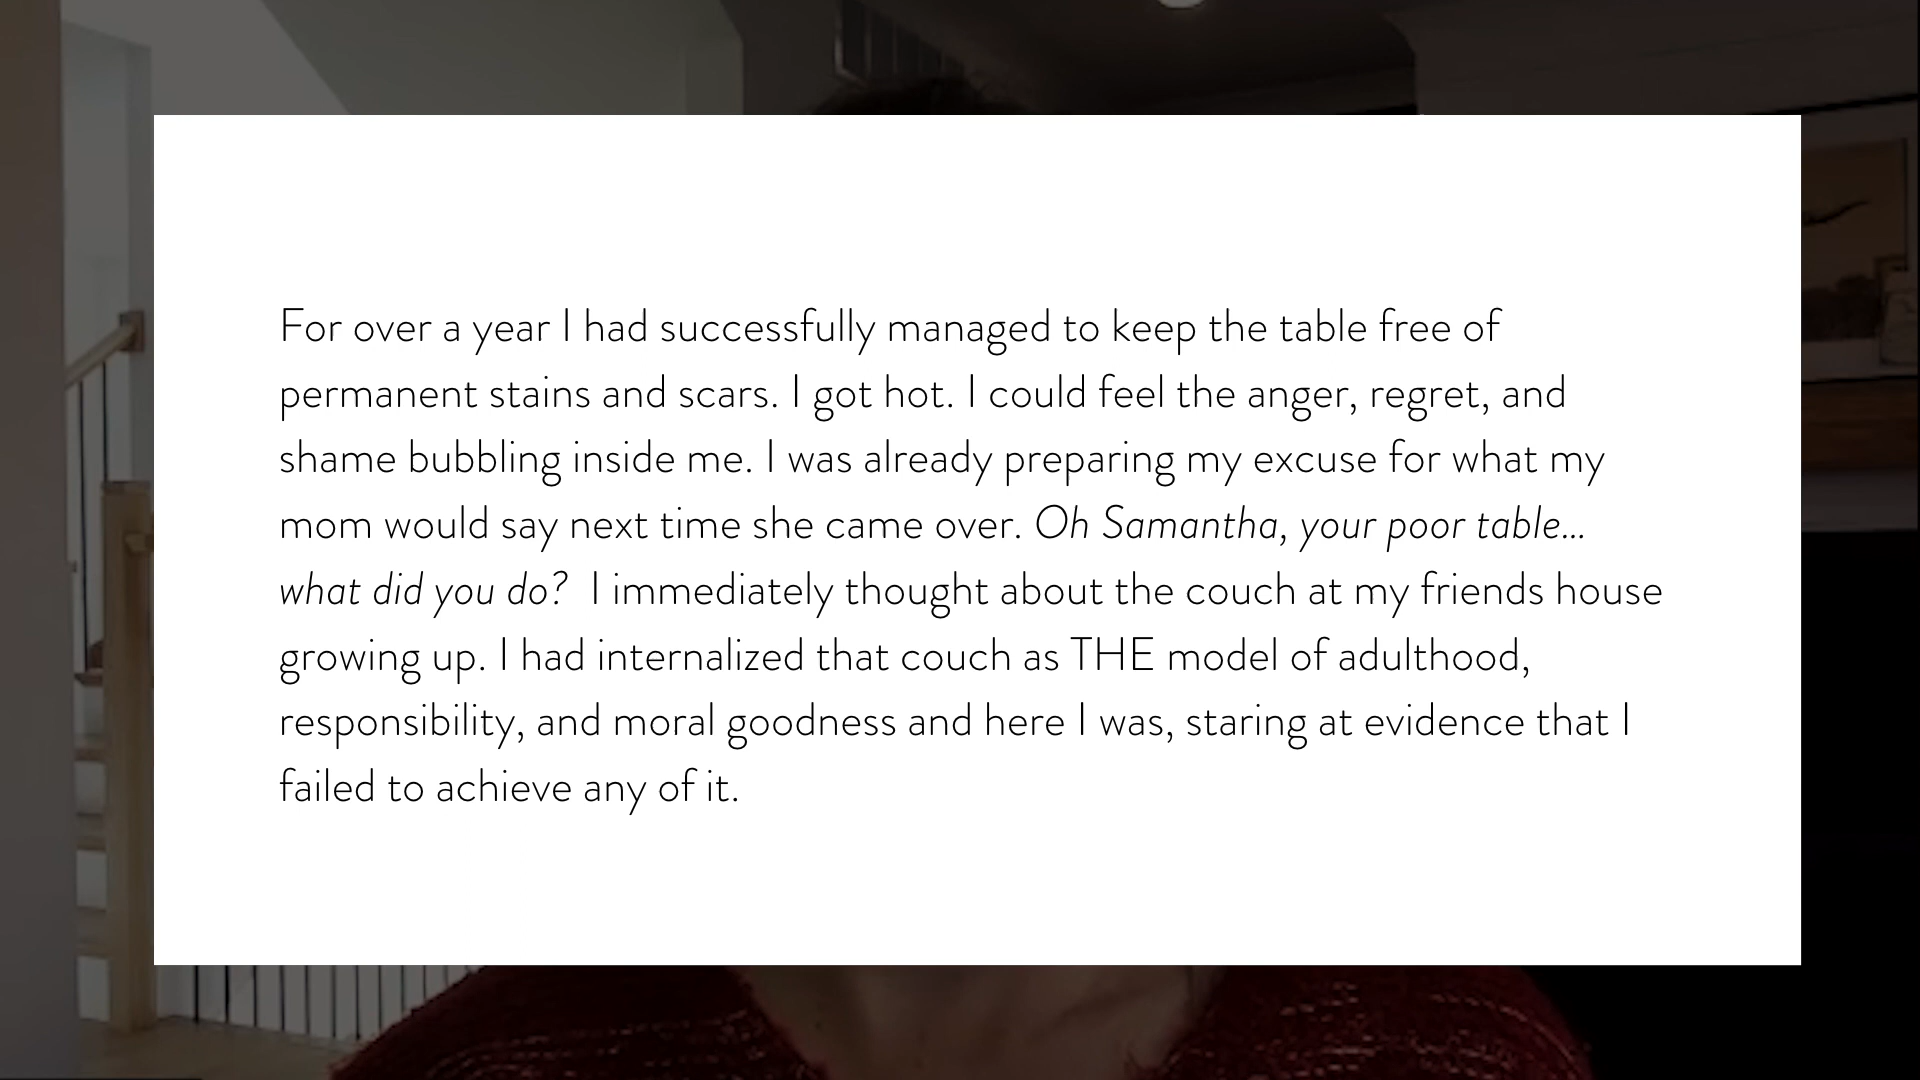 For over a year I had successfully managed to keep the table free of
permanent stains and scars. I got hot. I could feel the anger, regret, and
shame bubbling inside me. I was already preparing my excuse for what my
mom would say next time she came over. Oh Samantha, your poor table...
what did you do?  I immediately thought about the couch at my friends house
growing up. I had internalized that couch as THE model of adulthood,
responsibility, and moral goodness and here I was, staring at evidence that I
failed to achieve any of it.